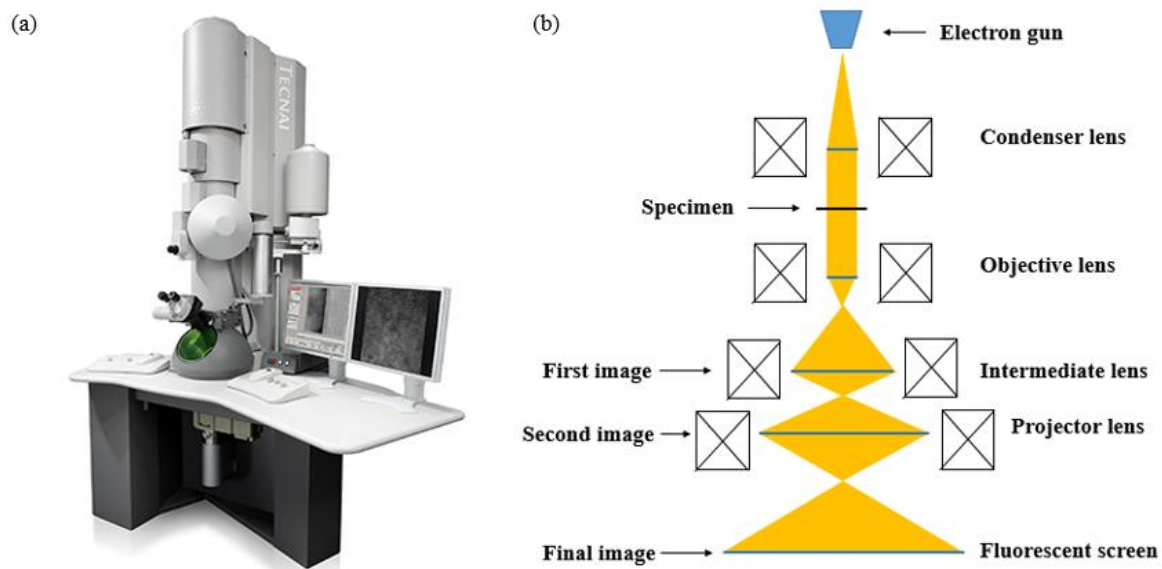 (a)
TECNAI
(b)
Electron gun
Condenser lens
Specimen
Objective lens
First image
Intermediate lens
Second image
Projector lens
Final image
Fluorescent screen